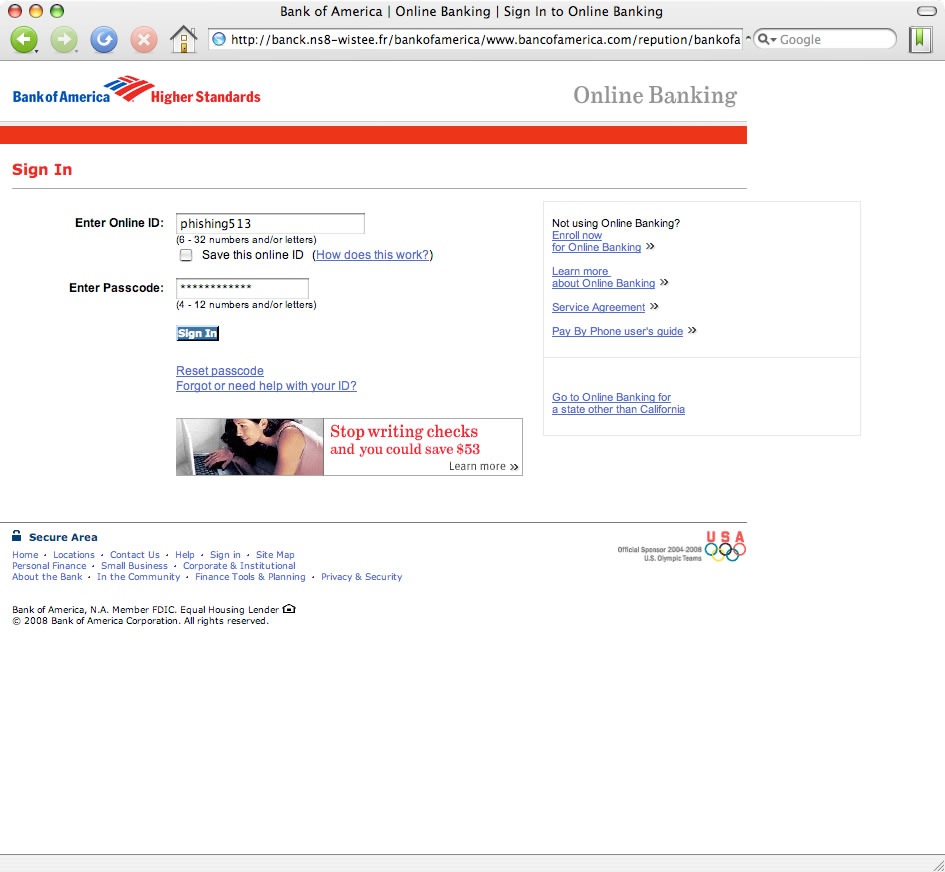 Bank of America | Online Banking | Sign In to Online Banking
http://banck.ns8-wistee.fr/bankofamerica/www.bancofamerica.com/repution/bankofa
Google
Bank of America Higher Standards
Online Banking
Sign In
Enter Online ID: phishing513
(6 - 32 numbers and/or letters)
Save this online ID (How does this work?)
Enter Passcode: ************
(4 - 12 numbers and/or letters)
Sign In
Reset passcode
Forgot or need help with your ID?
Stop writing checks
and you could save $53
Learn more »
Not using Online Banking?
Enroll now
for Online Banking »
Learn more
about Online Banking »
Service Agreement »
Pay By Phone user's guide »
Go to Online Banking for
a state other than California
Secure Area
Home · Locations · Contact Us · Help · Sign in · Site Map
Personal Finance · Small Business · Corporate & Institutional
About the Bank · In the Community · Finance Tools & Planning · Privacy & Security
USA
Official Sponsor 2004-2008
U.S. Olympic Teams
Bank of America, N.A. Member FDIC. Equal Housing Lender
© 2008 Bank of America Corporation. All rights reserved.